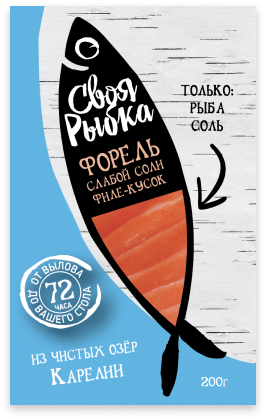 Своя
Рыбка
ФОРЕЛЬ
СЛАБОЙ СОЛИ
ФИЛЕ-КУСОК
ТОЛЬКО:
РЫБА
СОЛЬ
ОТ ВЫЛОВА
72
ЧАСА
ДО ВАШЕГО СТОЛА
ИЗ ЧИСТЫХ ОЗЁР
КАРЕЛИИ
200г